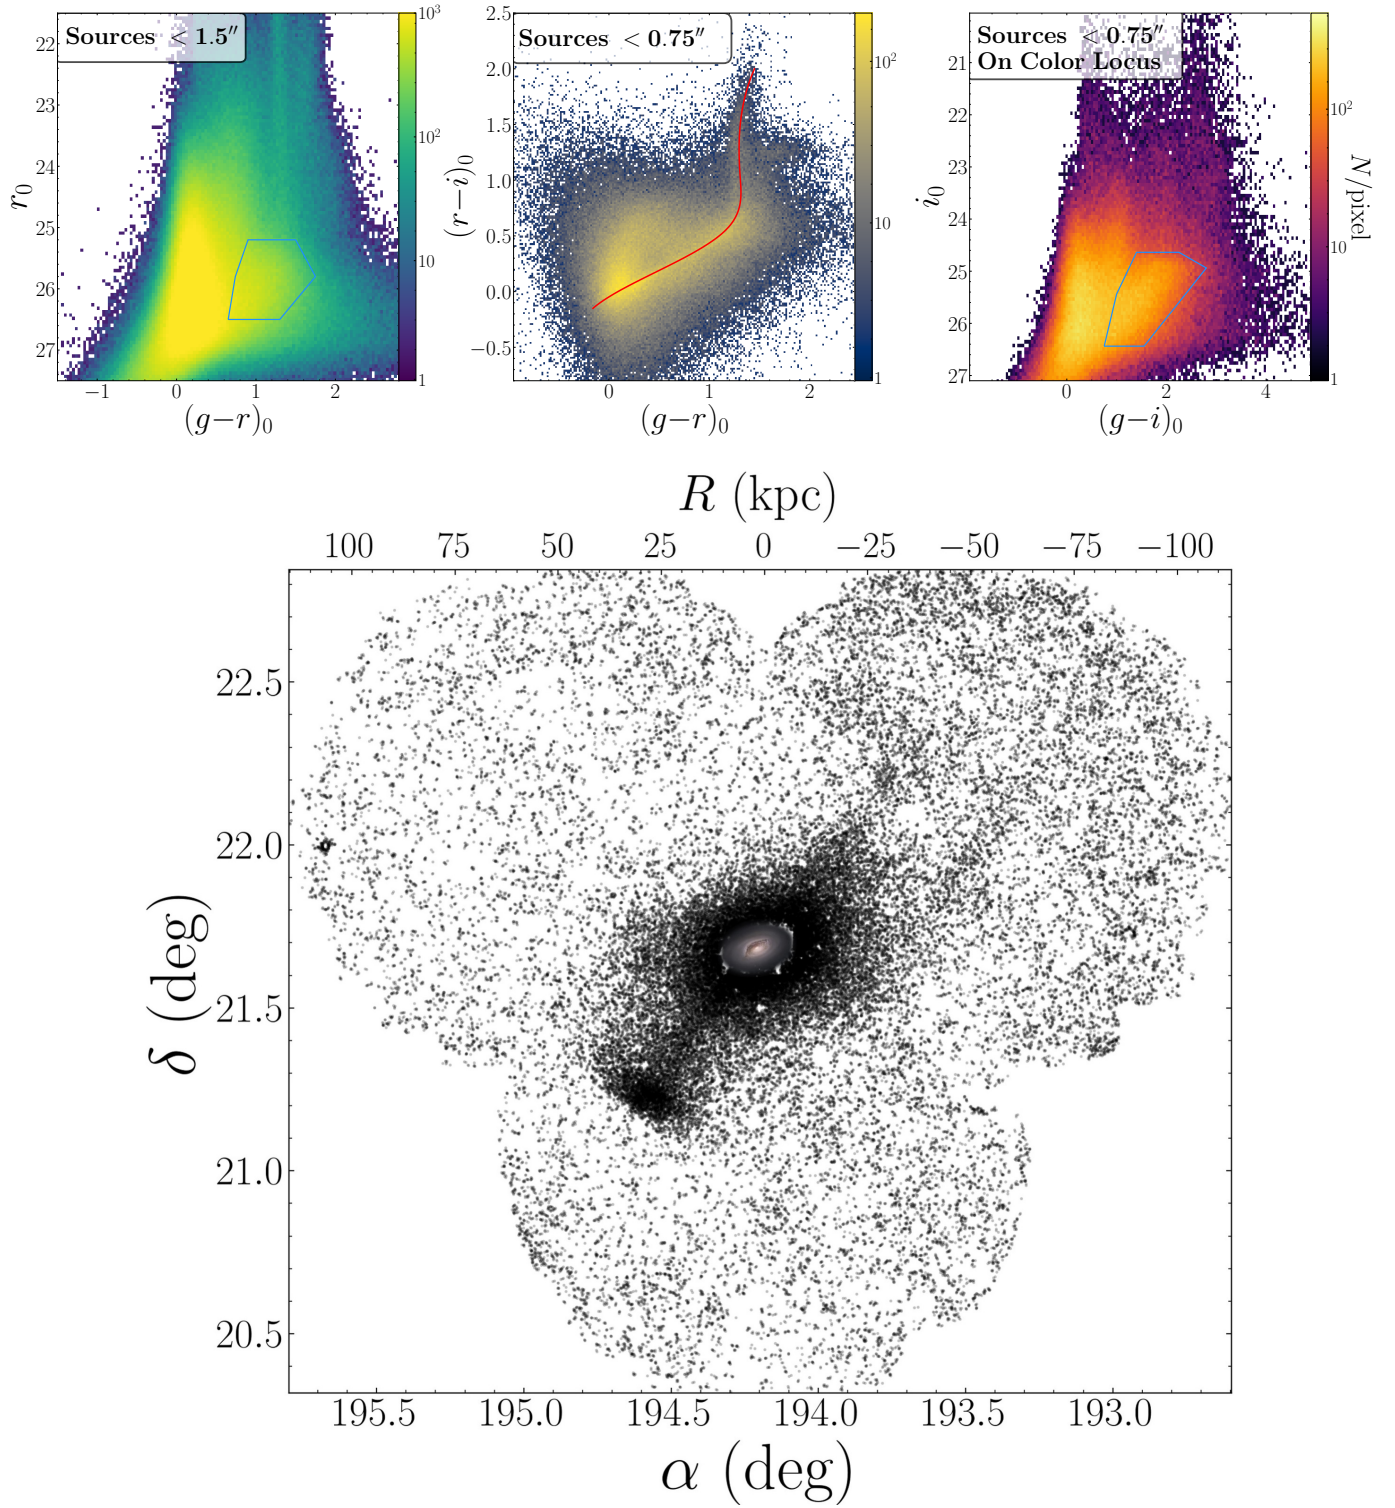 Sources < 1.5″
22
23
24
25
26
27
r₀
−1 0 1 2
(g−r)₀
10³
10²
10
1
Sources < 0.75″
2.5
2.0
1.5
1.0
0.5
0.0
−0.5
(r−i)₀
0 1 2
(g−r)₀
10²
10
1
Sources < 0.75″
On Color Locus
21
22
23
24
25
26
27
i₀
0 2 4
(g−i)₀
10²
10
1
N/pixel
R (kpc)
100 75 50 25 0 −25 −50 −75 −100
22.5
22.0
21.5
21.0
20.5
δ (deg)
195.5 195.0 194.5 194.0 193.5 193.0
α (deg)